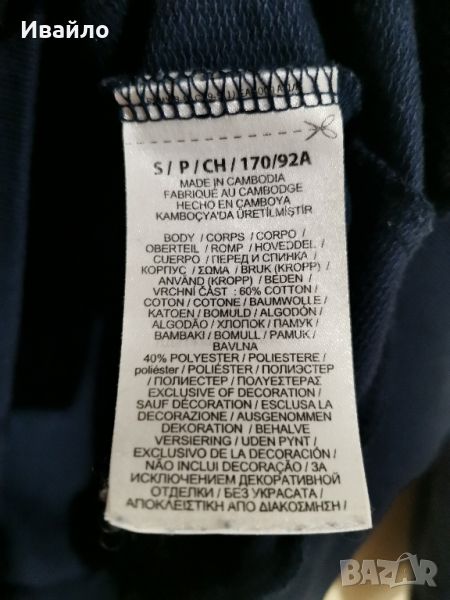 Ивайло
S / P / CH / 170/92A
MADE IN CAMBODIA
FABRIQUÉ AU CAMBODGE
HECHO EN CAMBOYA
KAMBOÇYA'DA ÜRETİLMİŞTİR
BODY / CORPS / CORPO /
OBERTEIL / ROMP / HOVEDDEL /
CUERPO / ПЕРЕД И СПИНКА /
КОРПУС / ΣΩΜΑ / BRUK (KROPP) /
ANVÄND (KROPP) / BEDEN /
VRCHNÍ ČÁST : 60% COTTON /
COTON / COTONE / BAUMWOLLE /
KATOEN / BOMULD / ALGODÓN /
ALGODÃO / ХЛОПОК / ПАМУК /
BAMBAKI / BOMULL / PAMUK /
BAVLNA
40% POLYESTER / POLIESTERE /
poliéster / POLIÉSTER / ПОЛИЭСТЕР
/ ПОЛИЕСТЕР / ΠΟΛΥΕΣΤΕΡΑΣ
EXCLUSIVE OF DECORATION /
SAUF DÉCORATION / ESCLUSA LA
DECORAZIONE / AUSGENOMMEN
DEKORATION / BEHALVE
VERSIERING / UDEN PYNT /
EXCLUSIVO DE LA DECORACIÓN /
NÃO INCLUI DECORAÇÃO / ЗА
ИСКЛЮЧЕНИЕМ ДЕКОРАТИВНОЙ
ОТДЕЛКИ / БЕЗ УКРАСАТА /
ΑΠΟΚΛΕΙΣΤΙΚΗ ΑΠΟ ΔΙΑΚΟΣΜΗΣΗ /
BAZAR